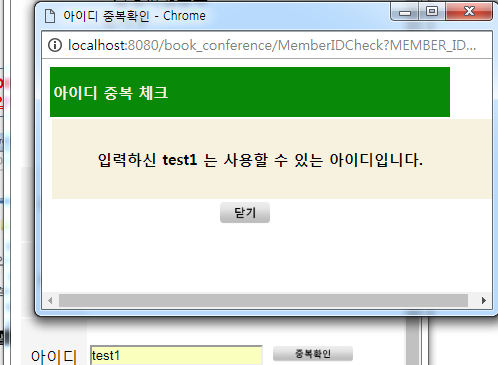 아이디 중복확인 - Chrome
localhost:8080/book_conference/MemberIDCheck?MEMBER_ID...
아이디 중복 체크
입력하신 test1 는 사용할 수 있는 아이디입니다.
닫기
아이디 test1 중복확인